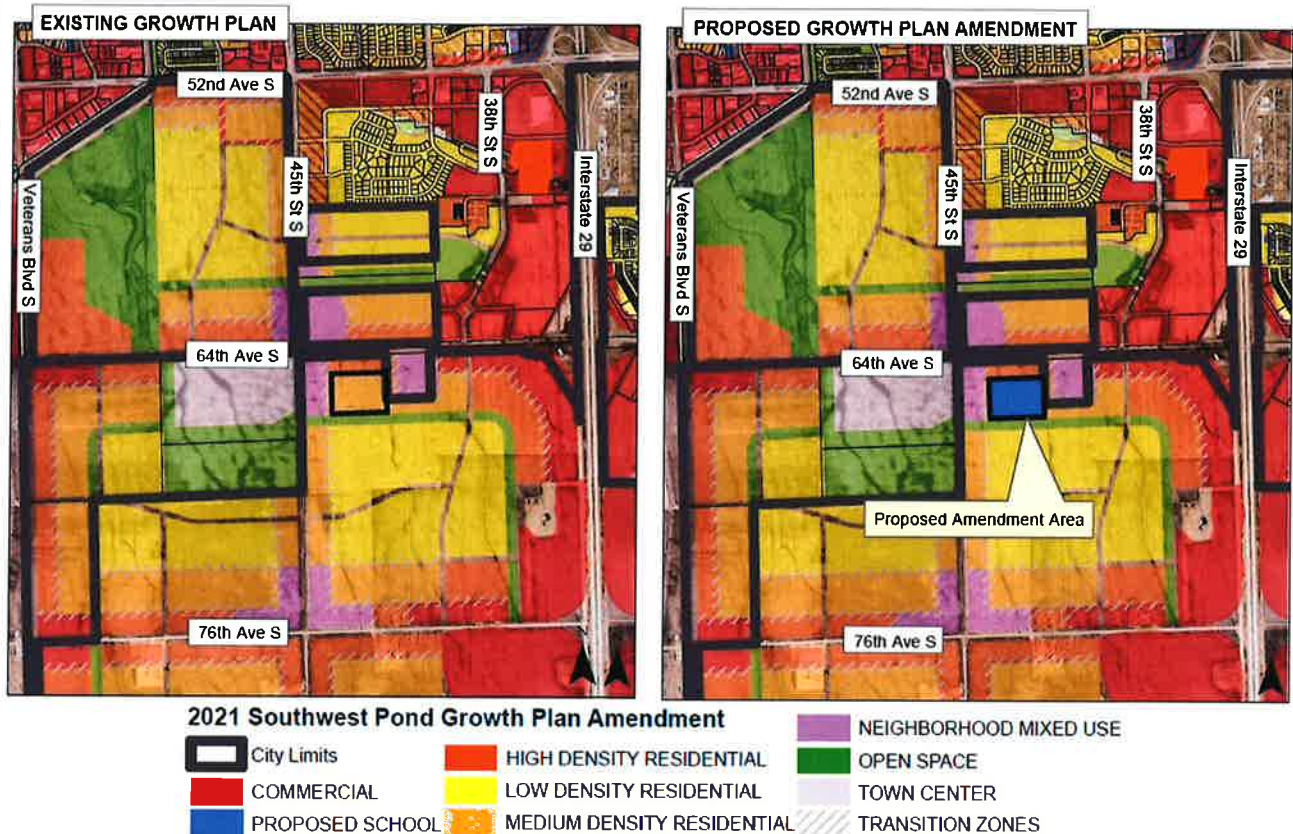 EXISTING GROWTH PLAN
52nd Ave S
38th St S
45th St S
Interstate 29
Veterans Blvd S
64th Ave S
76th Ave S
PROPOSED GROWTH PLAN AMENDMENT
52nd Ave S
38th St S
45th St S
Interstate 29
Veterans Blvd S
64th Ave S
Proposed Amendment Area
76th Ave S
2021 Southwest Pond Growth Plan Amendment
City Limits
COMMERCIAL
PROPOSED SCHOOL
HIGH DENSITY RESIDENTIAL
LOW DENSITY RESIDENTIAL
MEDIUM DENSITY RESIDENTIAL
NEIGHBORHOOD MIXED USE
OPEN SPACE
TOWN CENTER
TRANSITION ZONES